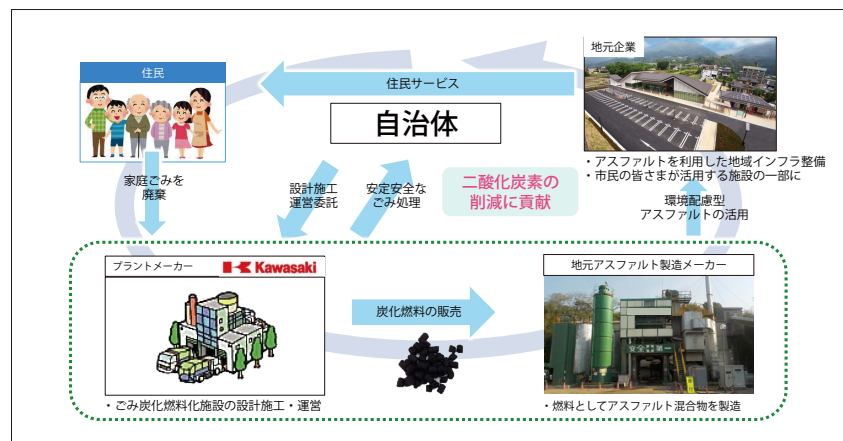 住民
地元企業
住民サービス
自治体
・アスファルトを利用した地域インフラ整備
・市民の皆さまが活用する施設の一部に
家庭ごみを
廃棄
設計施工
運営委託
安定安全な
ごみ処理
二酸化炭素の
削減に貢献
環境配慮型
アスファルトの活用
プラントメーカー
Kawasaki
地元アスファルト製造メーカー
炭化燃料の販売
安全第一
・ごみ炭化燃料化施設の設計施工・運営
・燃料としてアスファルト混合物を製造